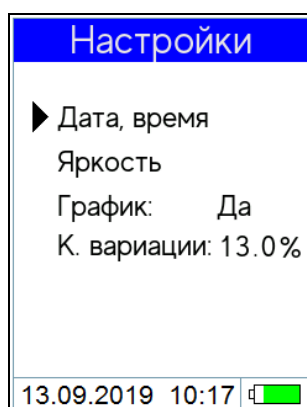 Настройки
Дата, время
Яркость
График: Да
К. вариации: 13.0%
13.09.2019 10:17